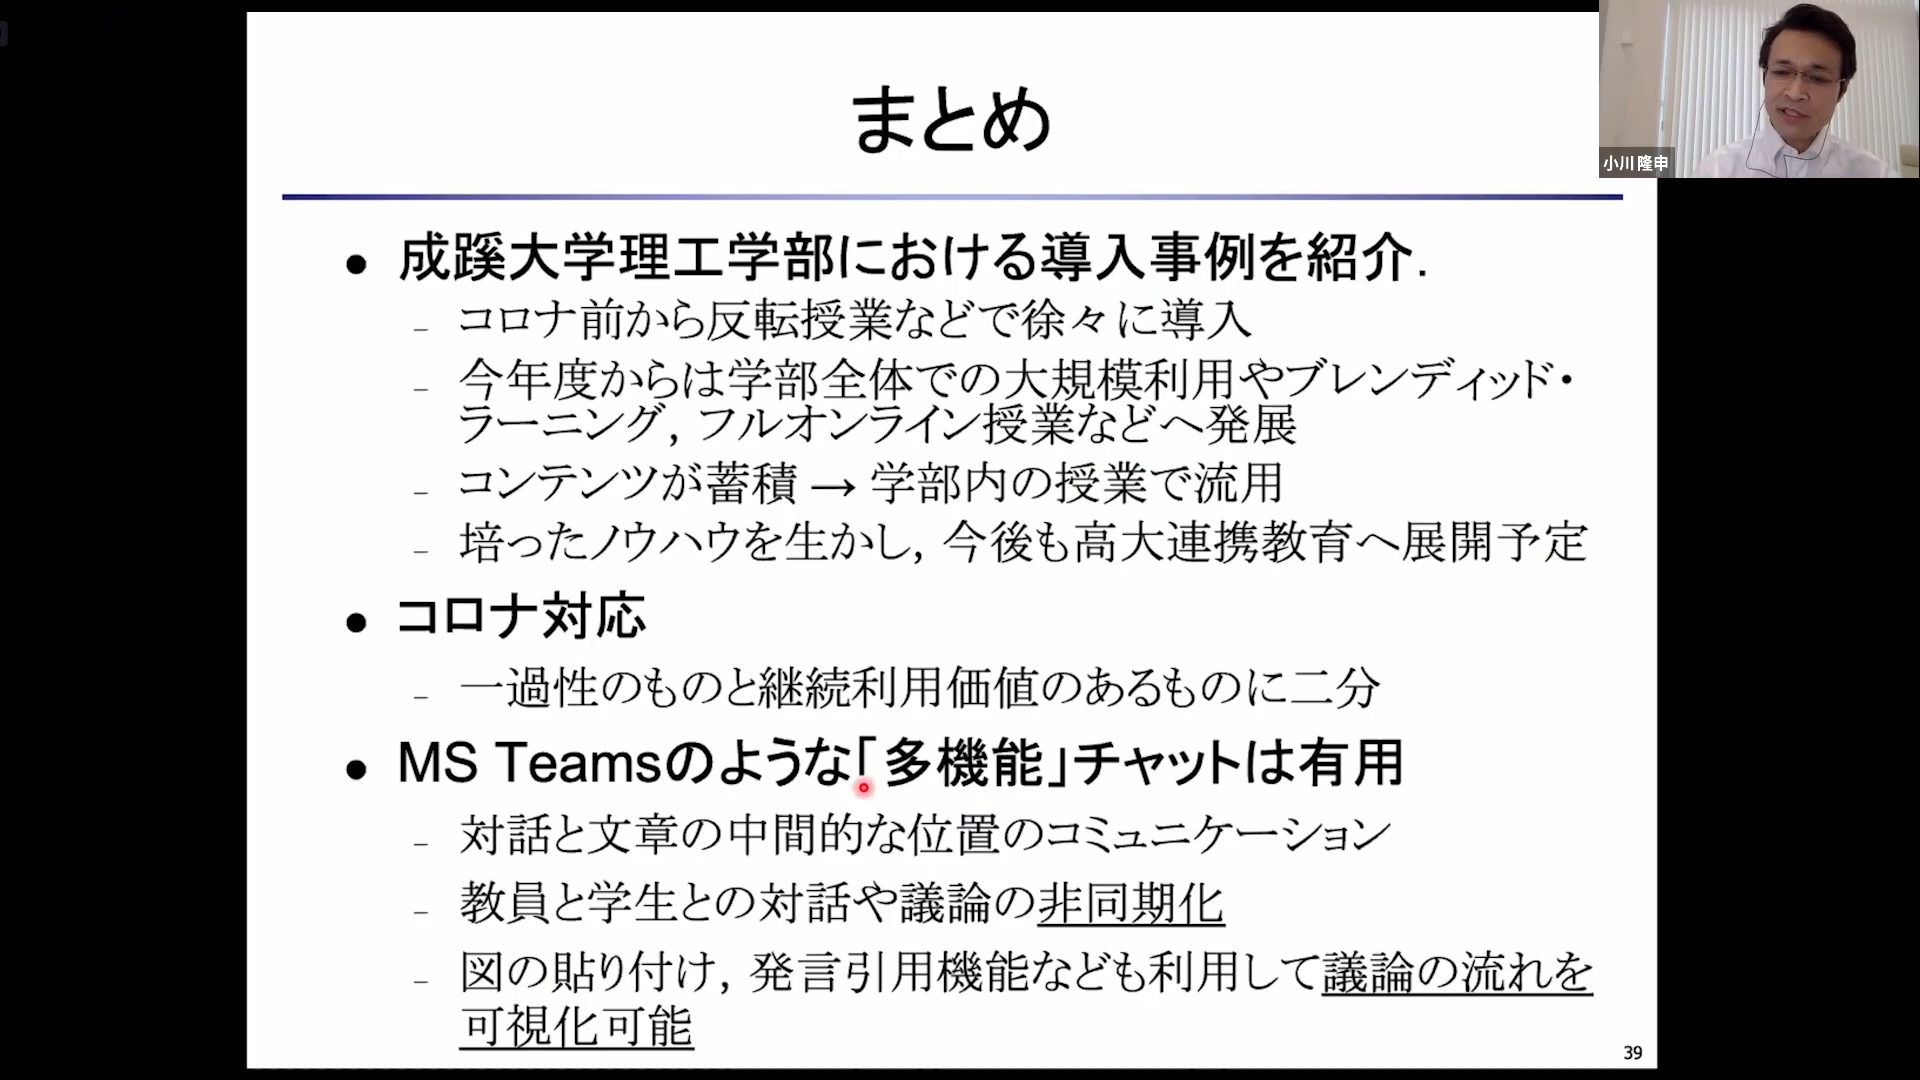 まとめ
小川 隆申
● 成蹊大学理工学部における導入事例を紹介.
– コロナ前から反転授業などで徐々に導入
– 今年度からは学部全体での大規模利用やブレンディッド・
ラーニング, フルオンライン授業などへ発展
– コンテンツが蓄積 → 学部内の授業で流用
– 培ったノウハウを生かし, 今後も高大連携教育へ展開予定
● コロナ対応
– 一過性のものと継続利用価値のあるものに二分
● MS Teamsのような「多機能」チャットは有用
– 対話と文章の中間的な位置のコミュニケーション
– 教員と学生との対話や議論の非同期化
– 図の貼り付け, 発言引用機能なども利用して議論の流れを
可視化可能
39